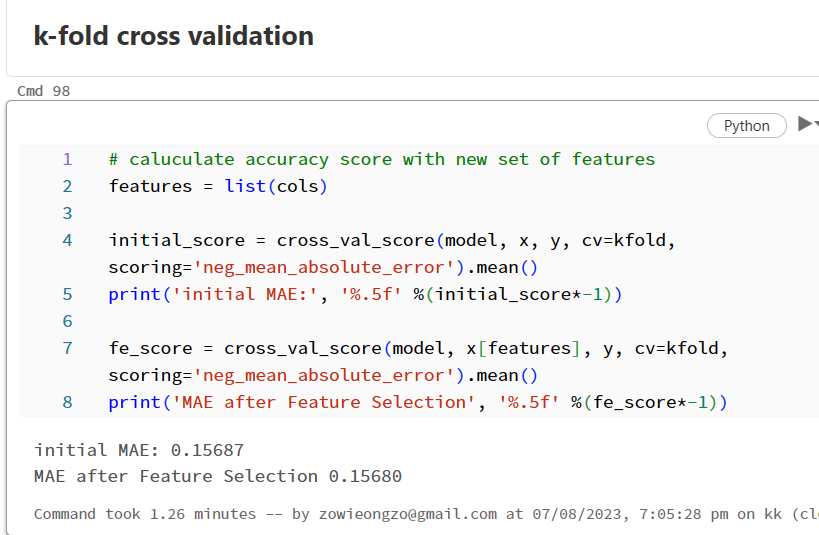 k-fold cross validation
Cmd 98
Python
1 # caluculate accuracy score with new set of features
2 features = list(cols)
3
4 initial_score = cross_val_score(model, x, y, cv=kfold,
scoring='neg_mean_absolute_error').mean()
5 print('initial MAE:', '%.5f' %(initial_score*-1))
6
7 fe_score = cross_val_score(model, x[features], y, cv=kfold,
scoring='neg_mean_absolute_error').mean()
8 print('MAE after Feature Selection', '%.5f' %(fe_score*-1))
initial MAE: 0.15687
MAE after Feature Selection 0.15680
Command took 1.26 minutes -- by zowieongzo@gmail.com at 07/08/2023, 7:05:28 pm on kk